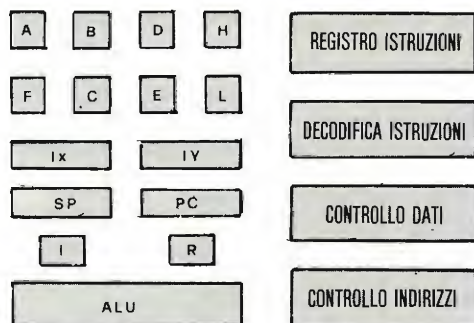 A B D H
F C E L
Ix IY
SP PC
I R
ALU
REGISTRO ISTRUZIONI
DECODIFICA ISTRUZIONI
CONTROLLO DATI
CONTROLLO INDIRIZZI